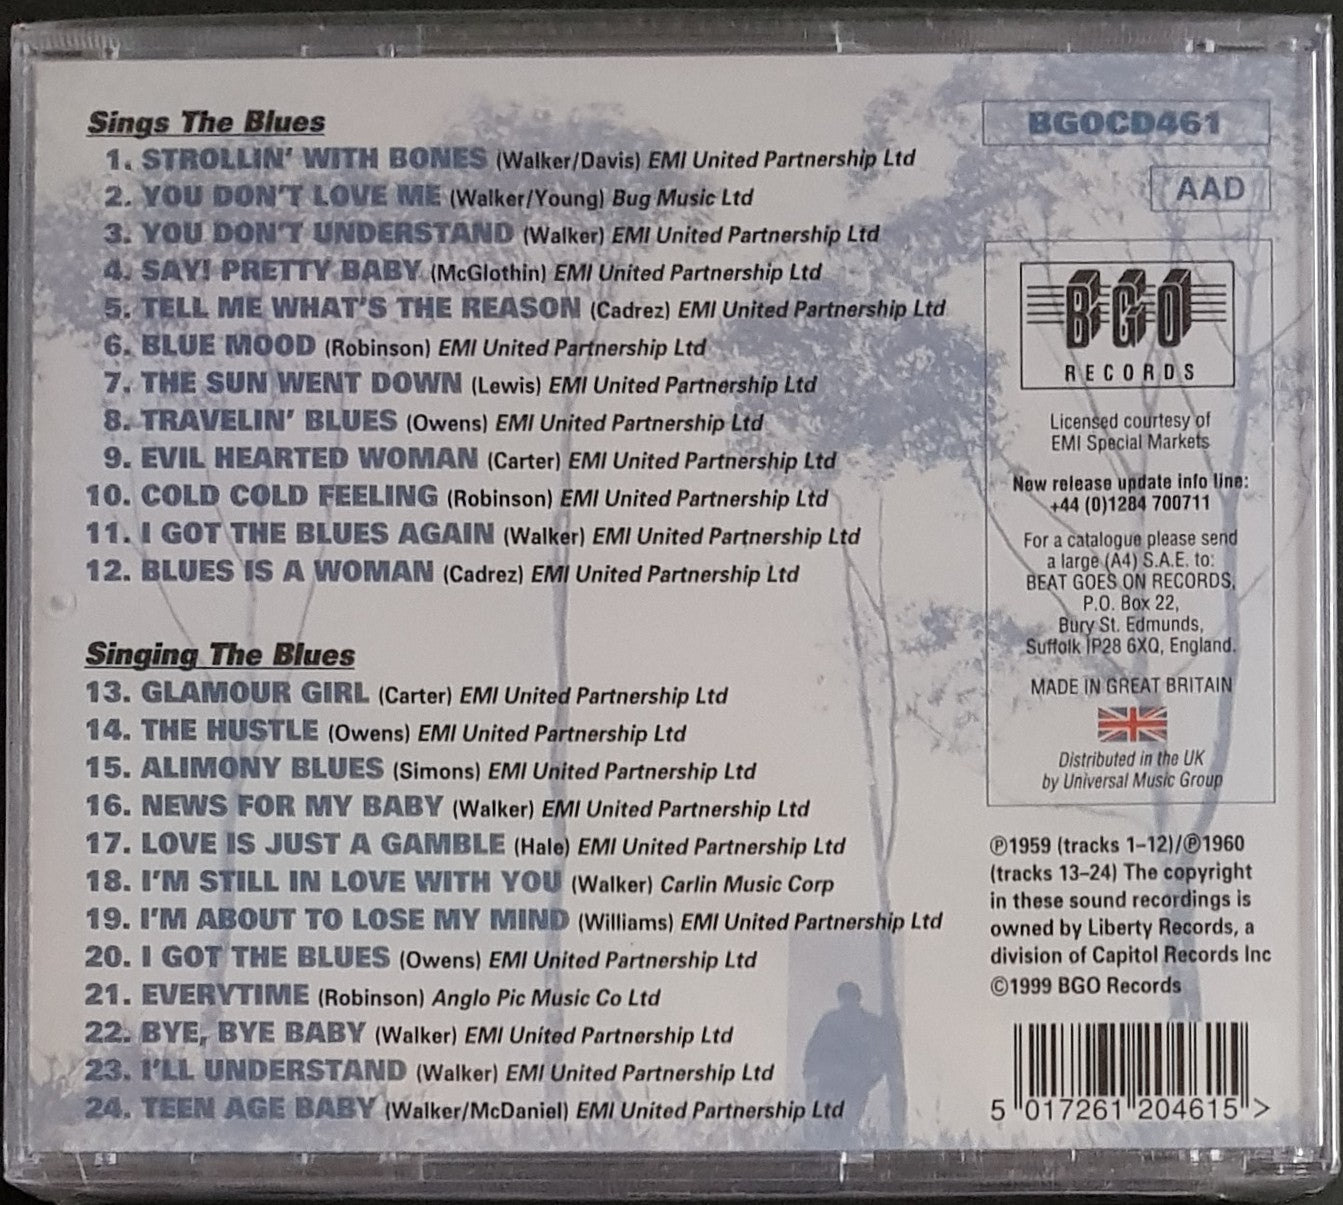 Sings The Blues
1. STROLLIN' WITH BONES (Walker/Davis) EMI United Partnership Ltd
2. YOU DON'T LOVE ME (Walker/Young) Bug Music Ltd
3. YOU DON'T UNDERSTAND (Walker) EMI United Partnership Ltd
4. SAY! PRETTY BABY (McGlothin) EMI United Partnership Ltd
5. TELL ME WHAT'S THE REASON (Cadrez) EMI United Partnership Ltd
6. BLUE MOOD (Robinson) EMI United Partnership Ltd
7. THE SUN WENT DOWN (Lewis) EMI United Partnership Ltd
8. TRAVELIN' BLUES (Owens) EMI United Partnership Ltd
9. EVIL HEARTED WOMAN (Carter) EMI United Partnership Ltd
10. COLD COLD FEELING (Robinson) EMI United Partnership Ltd
11. I GOT THE BLUES AGAIN (Walker) EMI United Partnership Ltd
12. BLUES IS A WOMAN (Cadrez) EMI United Partnership Ltd
Singing The Blues
13. GLAMOUR GIRL (Carter) EMI United Partnership Ltd
14. THE HUSTLE (Owens) EMI United Partnership Ltd
15. ALIMONY BLUES (Simons) EMI United Partnership Ltd
16. NEWS FOR MY BABY (Walker) EMI United Partnership Ltd
17. LOVE IS JUST A GAMBLE (Hale) EMI United Partnership Ltd
18. I'M STILL IN LOVE WITH YOU (Walker) Carlin Music Corp
19. I'M ABOUT TO LOSE MY MIND (Williams) EMI United Partnership Ltd
20. I GOT THE BLUES (Owens) EMI United Partnership Ltd
21. EVERYTIME (Robinson) Anglo Pic Music Co Ltd
22. BYE, BYE BABY (Walker) EMI United Partnership Ltd
23. I'LL UNDERSTAND (Walker) EMI United Partnership Ltd
24. TEEN AGE BABY (Walker/McDaniel) EMI United Partnership Ltd
BGOCD461
AAD
BGO
RECORDS
Licensed courtesy of
EMI Special Markets
New release update info line:
+44 (0)1284 700711
For a catalogue please send
a large (A4) S.A.E. to:
BEAT GOES ON RECORDS,
P.O. Box 22,
Bury St. Edmunds,
Suffolk IP28 6XQ, England.
MADE IN GREAT BRITAIN
Distributed in the UK
by Universal Music Group
℗1959 (tracks 1–12)/℗1960
(tracks 13–24) The copyright
in these sound recordings is
owned by Liberty Records, a
division of Capitol Records Inc
©1999 BGO Records
5 017261 204615 >